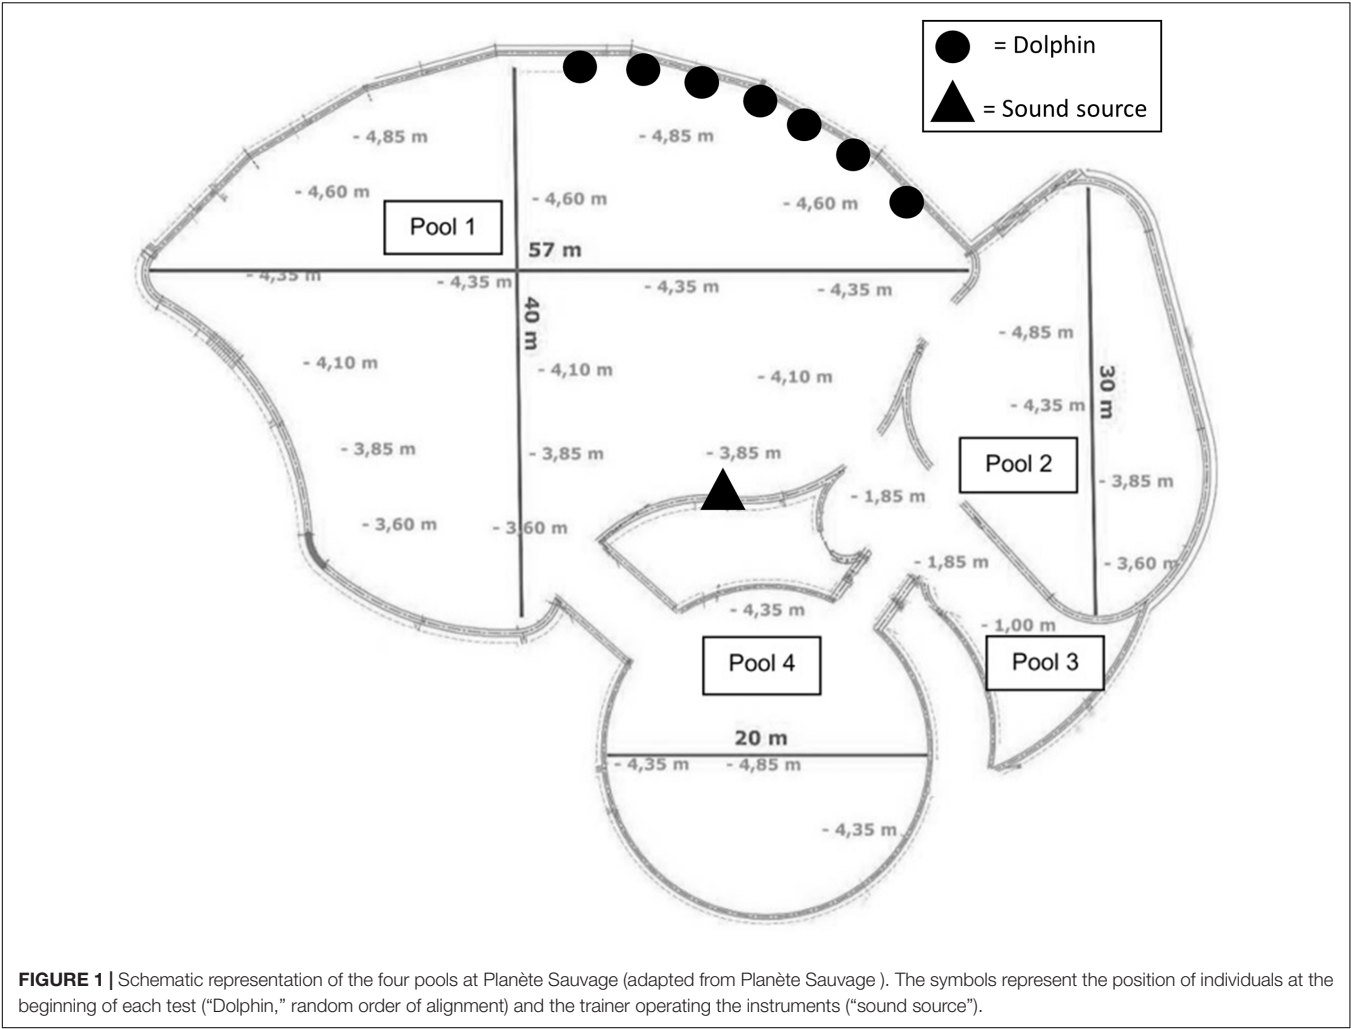 = Dolphin
= Sound source
- 4,85 m
- 4,85 m
- 4,60 m
- 4,60 m
- 4,60 m
Pool 1
57 m
- 4,35 m
- 4,35 m
- 4,35 m
- 4,35 m
40 m
- 4,85 m
- 4,10 m
- 4,10 m
- 4,10 m
30 m
- 4,35 m
- 3,85 m
- 3,85 m
- 3,85 m
Pool 2
- 3,85 m
- 1,85 m
- 3,60 m
- 3,60 m
- 1,85 m
- 3,60 m
- 4,35 m
- 1,00 m
Pool 4
Pool 3
20 m
- 4,35 m
- 4,85 m
- 4,35 m
FIGURE 1 | Schematic representation of the four pools at Planète Sauvage (adapted from Planète Sauvage ). The symbols represent the position of individuals at the
beginning of each test (“Dolphin,” random order of alignment) and the trainer operating the instruments (“sound source”).